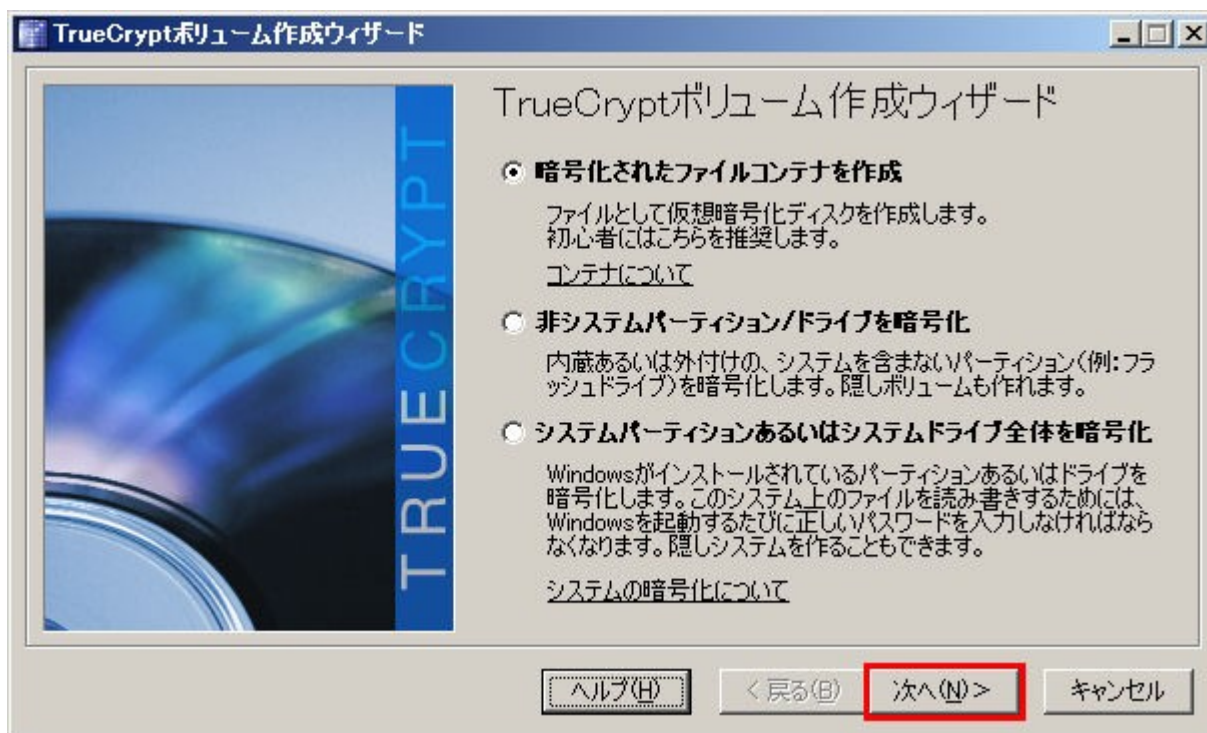 TrueCryptボリューム作成ウィザード
TRUECRYPT
TrueCryptボリューム作成ウィザード
暗号化されたファイルコンテナを作成
ファイルとして仮想暗号化ディスクを作成します。
初心者にはこちらを推奨します。
コンテナについて
非システムパーティション/ドライブを暗号化
内蔵あるいは外付けの、システムを含まないパーティション(例:フラ
ッシュドライブ)を暗号化します。隠しボリュームも作れます。
システムパーティションあるいはシステムドライブ全体を暗号化
Windowsがインストールされているパーティションあるいはドライブを
暗号化します。このシステム上のファイルを読み書きするためには、
Windowsを起動するたびに正しいパスワードを入力しなければなら
なくなります。隠しシステムを作ることもできます。
システムの暗号化について
ヘルプ(H)
< 戻る(B)
次へ(N) >
キャンセル